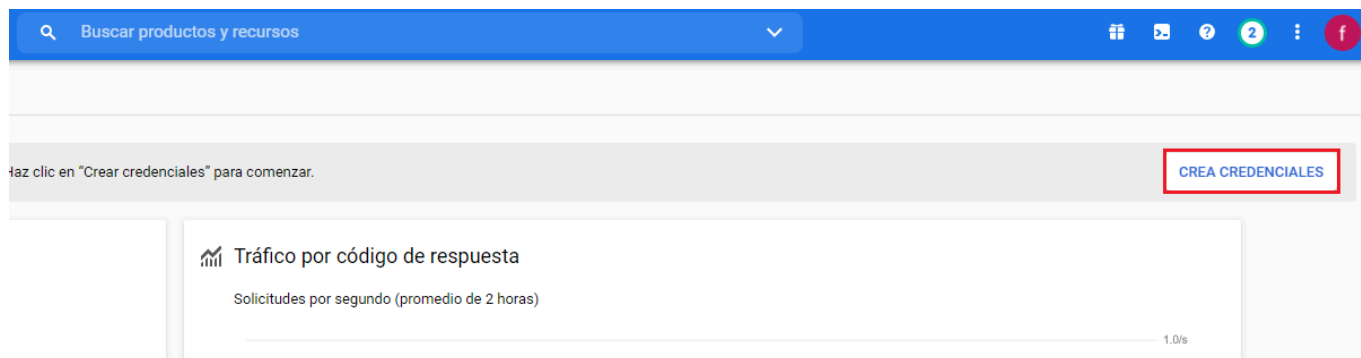 Buscar productos y recursos
2
f
Haz clic en “Crear credenciales” para comenzar.
CREA CREDENCIALES
Tráfico por código de respuesta
Solicitudes por segundo (promedio de 2 horas)
1.0/s